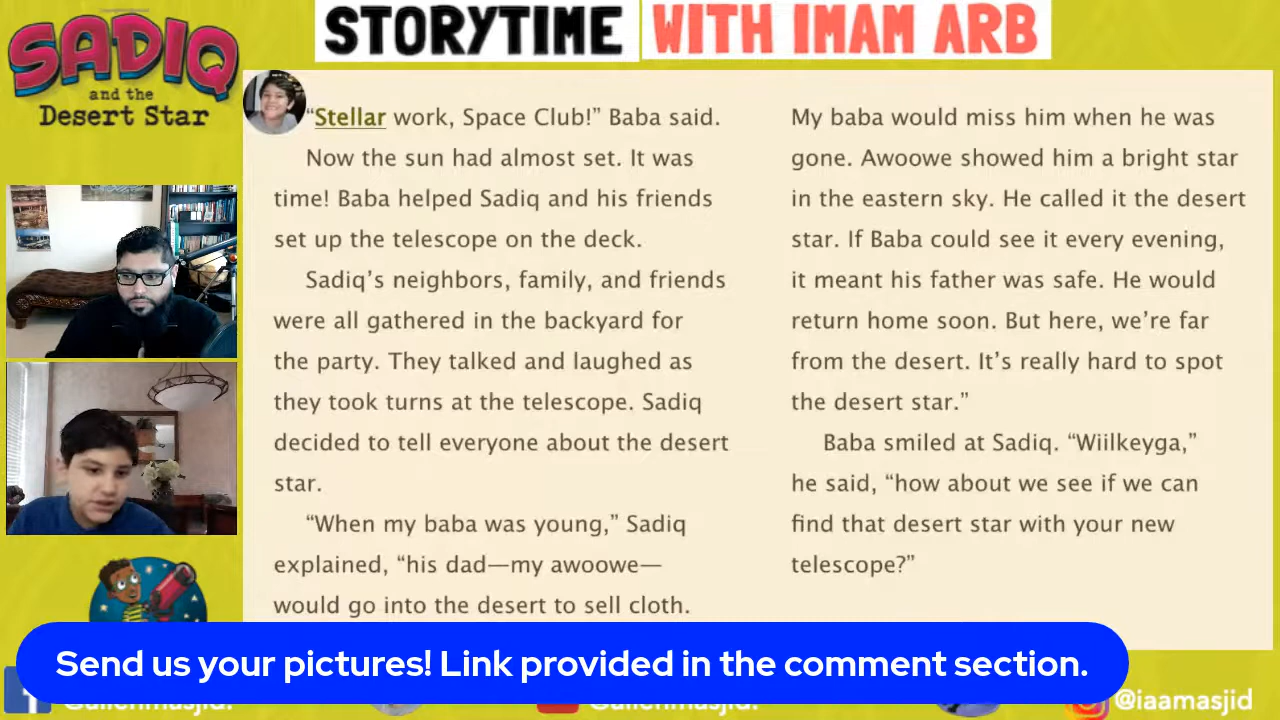 SADIQ
and the
Desert Star
STORYTIME WITH IMAM ARB
“Stellar work, Space Club!” Baba said.
Now the sun had almost set. It was
time! Baba helped Sadiq and his friends
set up the telescope on the deck.
Sadiq’s neighbors, family, and friends
were all gathered in the backyard for
the party. They talked and laughed as
they took turns at the telescope. Sadiq
decided to tell everyone about the desert
star.
“When my baba was young,” Sadiq
explained, “his dad—my awoowe—
would go into the desert to sell cloth.
My baba would miss him when he was
gone. Awoowe showed him a bright star
in the eastern sky. He called it the desert
star. If Baba could see it every evening,
it meant his father was safe. He would
return home soon. But here, we’re far
from the desert. It’s really hard to spot
the desert star.”
Baba smiled at Sadiq. “Wiilkeyga,”
he said, “how about we see if we can
find that desert star with your new
telescope?”
Send us your pictures! Link provided in the comment section.
@iaamasjid